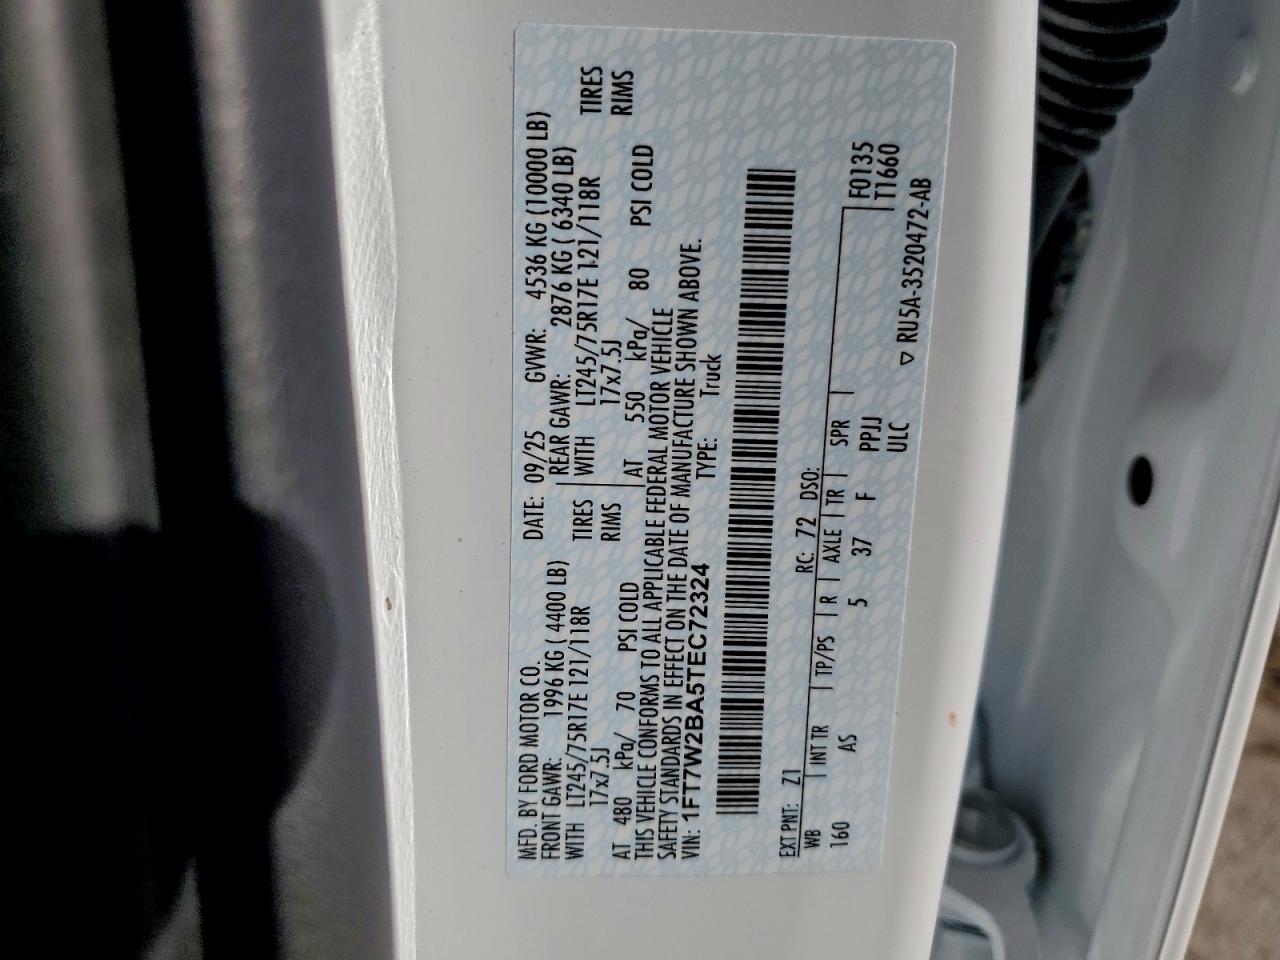 MFD. BY FORD MOTOR CO. DATE: 09/25 GVWR: 4536 KG (10000 LB)
FRONT GAWR: 1996 KG ( 4400 LB) REAR GAWR: 2876 KG ( 6340 LB)
WITH LT245/75R17E 121/118R TIRES WITH LT245/75R17E 121/118R TIRES
17x7.5J RIMS 17x7.5J RIMS
AT 480 kPa/ 70 PSI COLD AT 550 kPa/ 80 PSI COLD
THIS VEHICLE CONFORMS TO ALL APPLICABLE FEDERAL MOTOR VEHICLE
SAFETY STANDARDS IN EFFECT ON THE DATE OF MANUFACTURE SHOWN ABOVE.
VIN: 1FT7W2BA5TEC72324 TYPE: Truck
EXT PNT: Z1 RC: 72 DSO:
WB INT TR TP/PS R AXLE TR SPR F0135
160 AS 5 37 F PPJJ T1660
ULC
▽ RU5A-3520472-AB